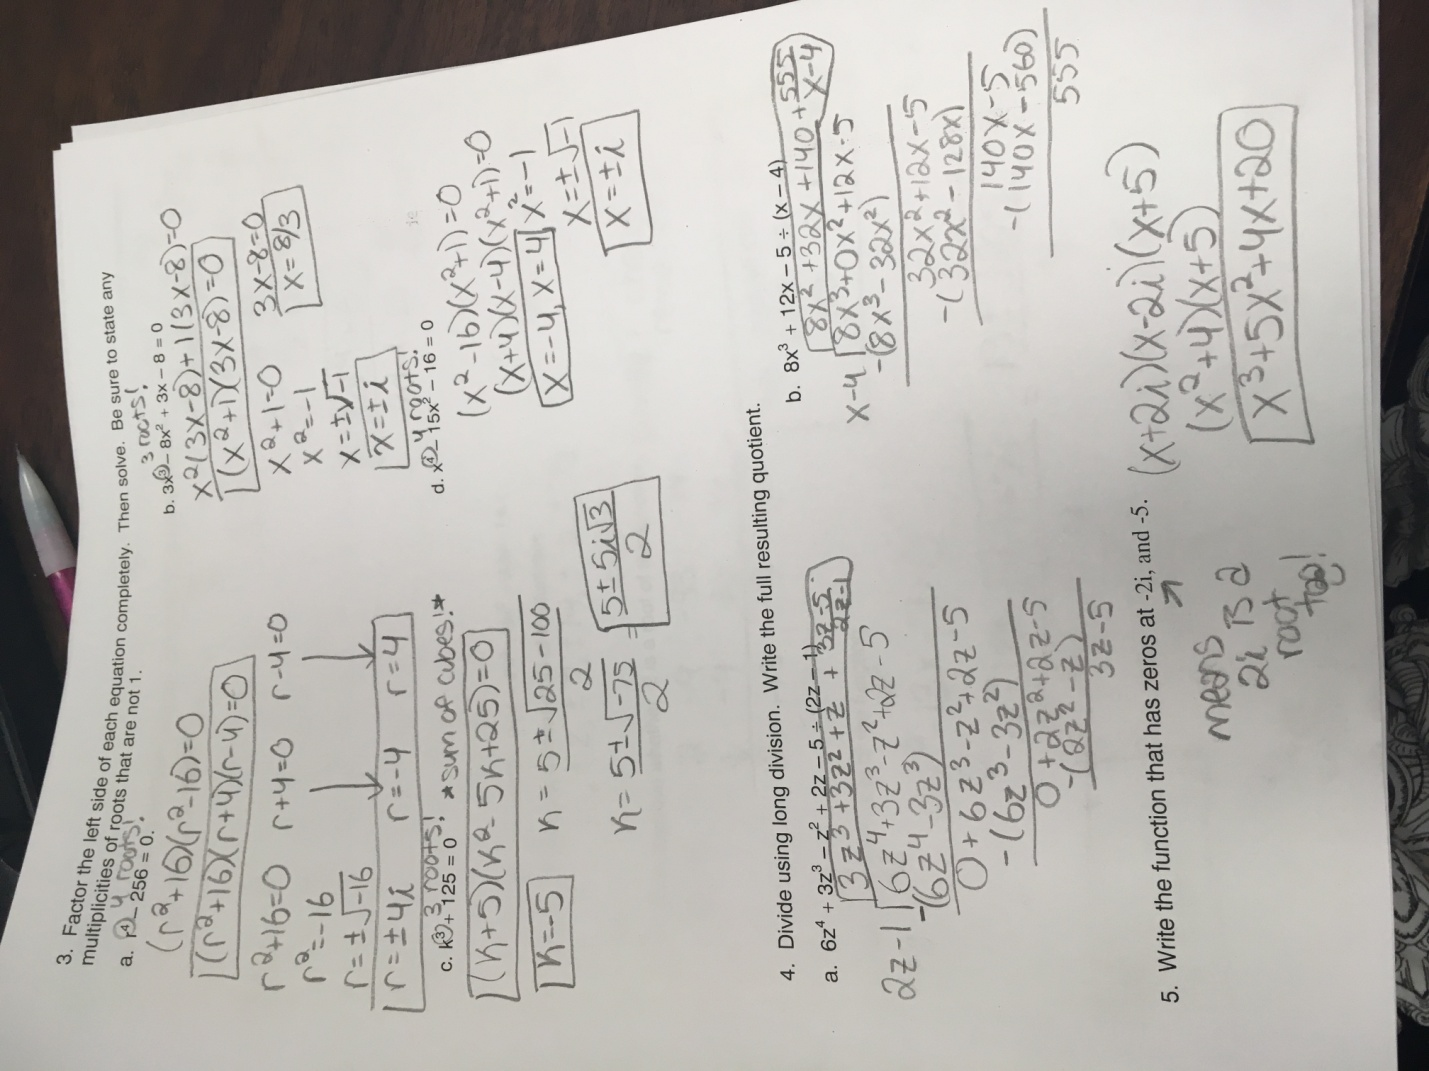 3. Factor the left side of each equation completely. Then solve. Be sure to state any
multiplicities of roots that are not 1.
4 roots!
a. r⁴ – 256 = 0.
(r²+16)(r²-16)=0
(r²+16)(r+4)(r-4)=0
r²+16=0 r+4=0 r-4=0
r²=-16
r=±√-16
r=±4i r=-4 r=4
3 roots!
b. 3x³ – 8x² + 3x – 8 = 0
x²(3x-8)+1(3x-8)=0
(x²+1)(3x-8)=0
x²+1=0 3x-8=0
x²=-1 x=8/3
x=±√-1
x=±i
3 roots!
c. k³ + 125 = 0 *sum of cubes!*
(k+5)(k²-5k+25)=0
k=-5 k = 5±√25-100
2
k= 5±√-75 = 5±5i√3
2 2
4 roots!
d. x⁴ – 15x² – 16 = 0
(x²-16)(x²+1)=0
(x+4)(x-4)(x²+1)=0
x=-4, x=4 x²=-1
x=±√-1
x=±i
4. Divide using long division. Write the full resulting quotient.
a. 6z⁴ + 3z³ – z² + 2z – 5 ÷ (2z – 1)
3z³+3z²+z + 3z-5
2z-1
2z-1 6z⁴+3z³-z²+2z-5
-(6z⁴-3z³)
0+6z³-z²+2z-5
-(6z³-3z²)
0+2z²+2z-5
-(2z²-z)
3z-5
b. 8x³ + 12x – 5 ÷ (x – 4)
8x²+32x+140+ 555
x-4
x-4 8x³+0x²+12x-5
-(8x³-32x²)
32x²+12x-5
-(32x²-128x)
140x-5
-(140x-560)
555
5. Write the function that has zeros at -2i, and -5. (x+2i)(x-2i)(x+5)
means
2i is a
root
too!
(x²+4)(x+5)
x³+5x²+4x+20